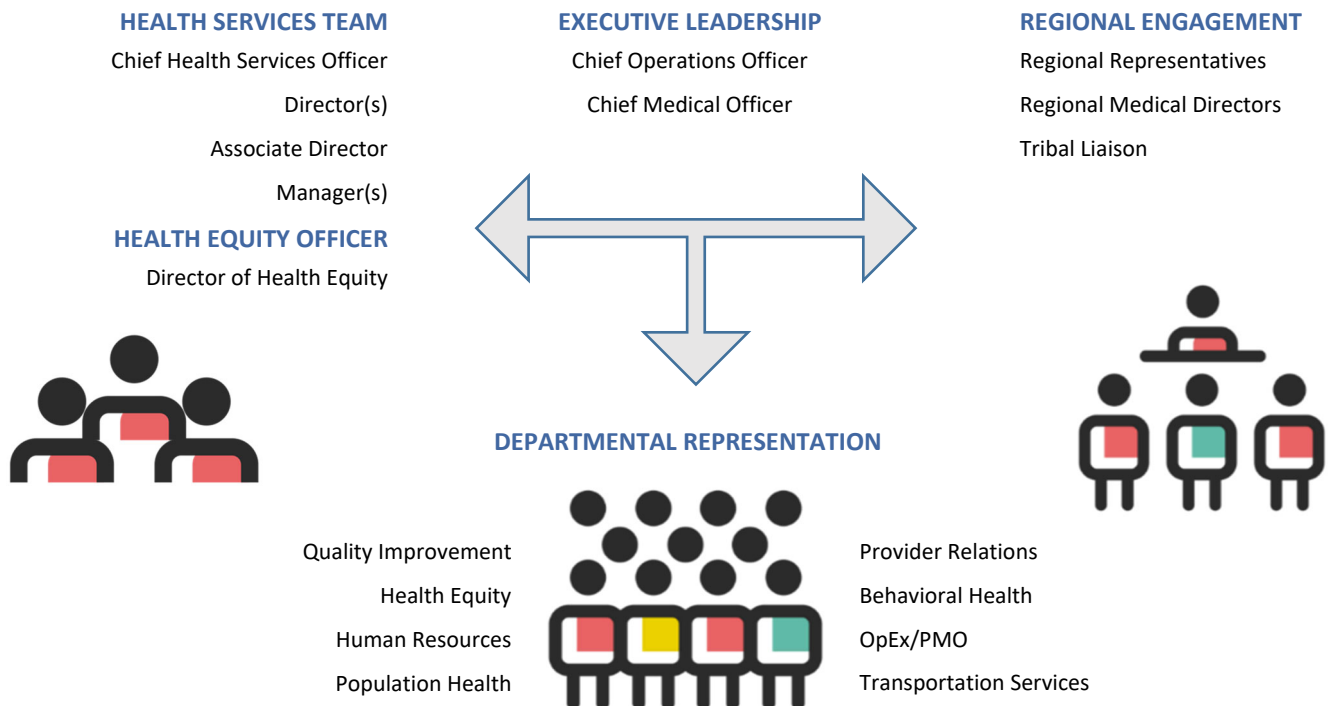 HEALTH SERVICES TEAM
Chief Health Services Officer
Director(s)
Associate Director
Manager(s)
HEALTH EQUITY OFFICER
Director of Health Equity
EXECUTIVE LEADERSHIP
Chief Operations Officer
Chief Medical Officer
REGIONAL ENGAGEMENT
Regional Representatives
Regional Medical Directors
Tribal Liaison
DEPARTMENTAL REPRESENTATION
Quality Improvement
Health Equity
Human Resources
Population Health
Provider Relations
Behavioral Health
OpEx/PMO
Transportation Services